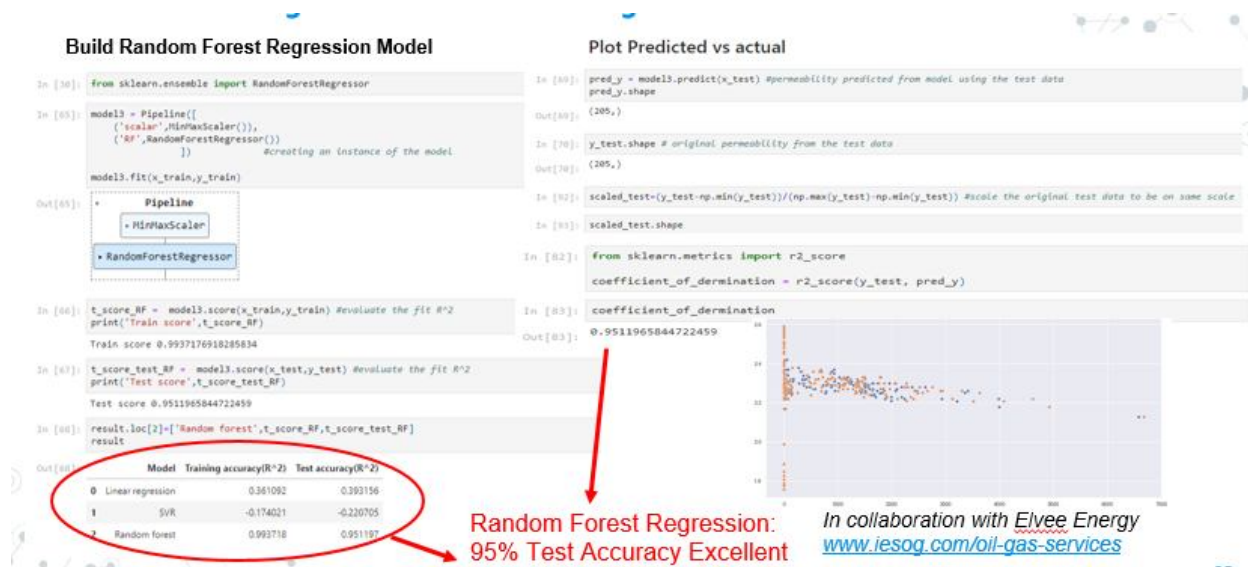 Build Random Forest Regression Model
In [30]: from sklearn.ensemble import RandomForestRegressor
In [65]: model3 = Pipeline([
('scalar',MinMaxScaler()),
('RF',RandomForestRegressor())
]) #creating an instance of the model
model3.fit(x_train,y_train)
Out[65]:
Pipeline
MinMaxScaler
RandomForestRegressor
In [66]: t_score_RF = model3.score(x_train,y_train) #evaluate the fit R^2
print('Train score',t_score_RF)
Train score 0.9937176918285834
In [67]: t_score_test_RF = model3.score(x_test,y_test) #evaluate the fit R^2
print('Test score',t_score_test_RF)
Test score 0.9511965844722459
In [68]: result.loc[2]=['Random forest',t_score_RF,t_score_test_RF]
result
Out[68]:
Model Training accuracy(R^2) Test accuracy(R^2)
0 Linear regression 0.361092 0.393156
1 SVR -0.174021 -0.220705
2 Random forest 0.993718 0.951197
Plot Predicted vs actual
In [69]: pred_y = model3.predict(x_test) #permeability predicted from model using the test data
pred_y.shape
Out[69]: (205,)
In [70]: y_test.shape # original permeability from the test data
Out[70]: (205,)
In [92]: scaled_test=(y_test-np.min(y_test))/(np.max(y_test)-np.min(y_test)) #scale the original test data to be on same scale
In [93]: scaled_test.shape
In [82]: from sklearn.metrics import r2_score
coefficient_of_dermination = r2_score(y_test, pred_y)
In [83]: coefficient_of_dermination
Out[83]: 0.9511965844722459
Random Forest Regression:
95% Test Accuracy Excellent
In collaboration with Elvee Energy
www.iesog.com/oil-gas-services